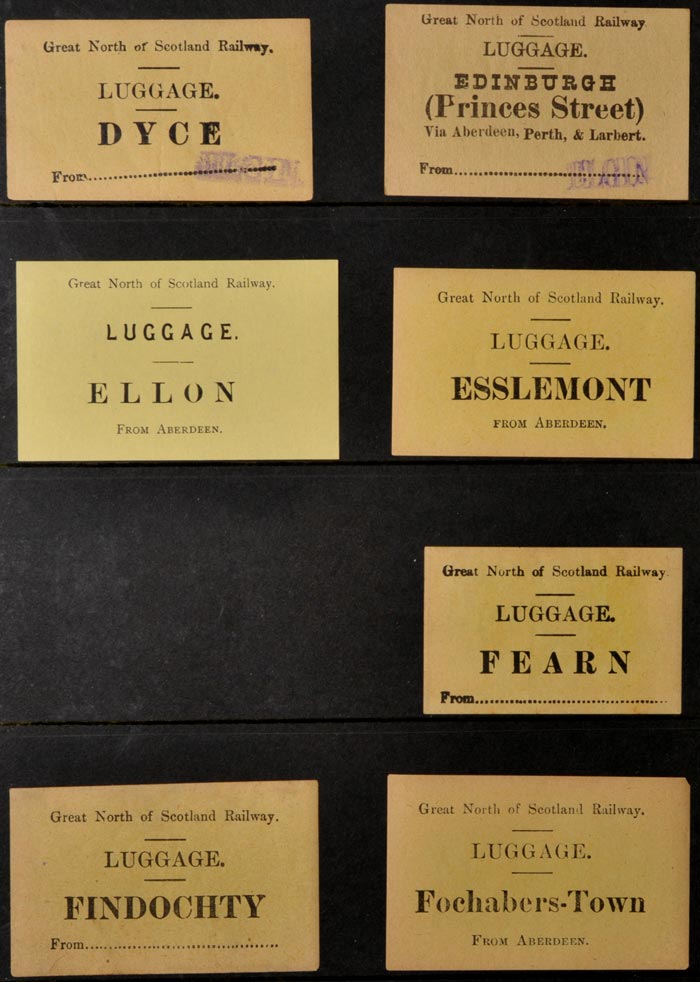 Great North of Scotland Railway.
LUGGAGE.
DYCE
From
Great North of Scotland Railway.
LUGGAGE.
EDINBURGH
(Princes Street)
Via Aberdeen, Perth, & Larbert.
From
Great North of Scotland Railway.
LUGGAGE.
ELLON
FROM ABERDEEN.
Great North of Scotland Railway.
LUGGAGE.
ESSLEMONT
FROM ABERDEEN.
Great North of Scotland Railway.
LUGGAGE.
FEARN
From
Great North of Scotland Railway.
LUGGAGE.
FINDOCHTY
From
Great North of Scotland Railway.
LUGGAGE.
Fochabers-Town
FROM ABERDEEN.